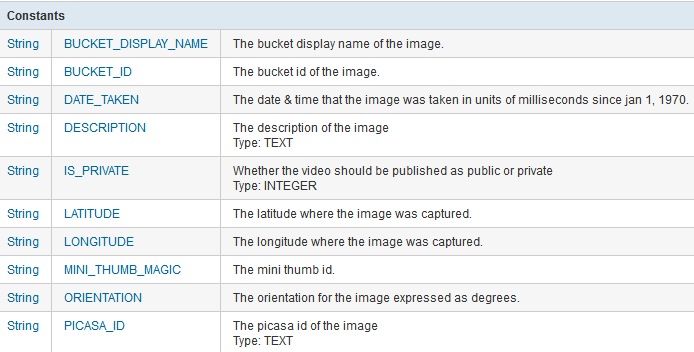 Constants
String BUCKET_DISPLAY_NAME The bucket display name of the image.
String BUCKET_ID The bucket id of the image.
String DATE_TAKEN The date & time that the image was taken in units of milliseconds since jan 1, 1970.
String DESCRIPTION The description of the image
Type: TEXT
String IS_PRIVATE Whether the video should be published as public or private
Type: INTEGER
String LATITUDE The latitude where the image was captured.
String LONGITUDE The longitude where the image was captured.
String MINI_THUMB_MAGIC The mini thumb id.
String ORIENTATION The orientation for the image expressed as degrees.
String PICASA_ID The picasa id of the image
Type: TEXT